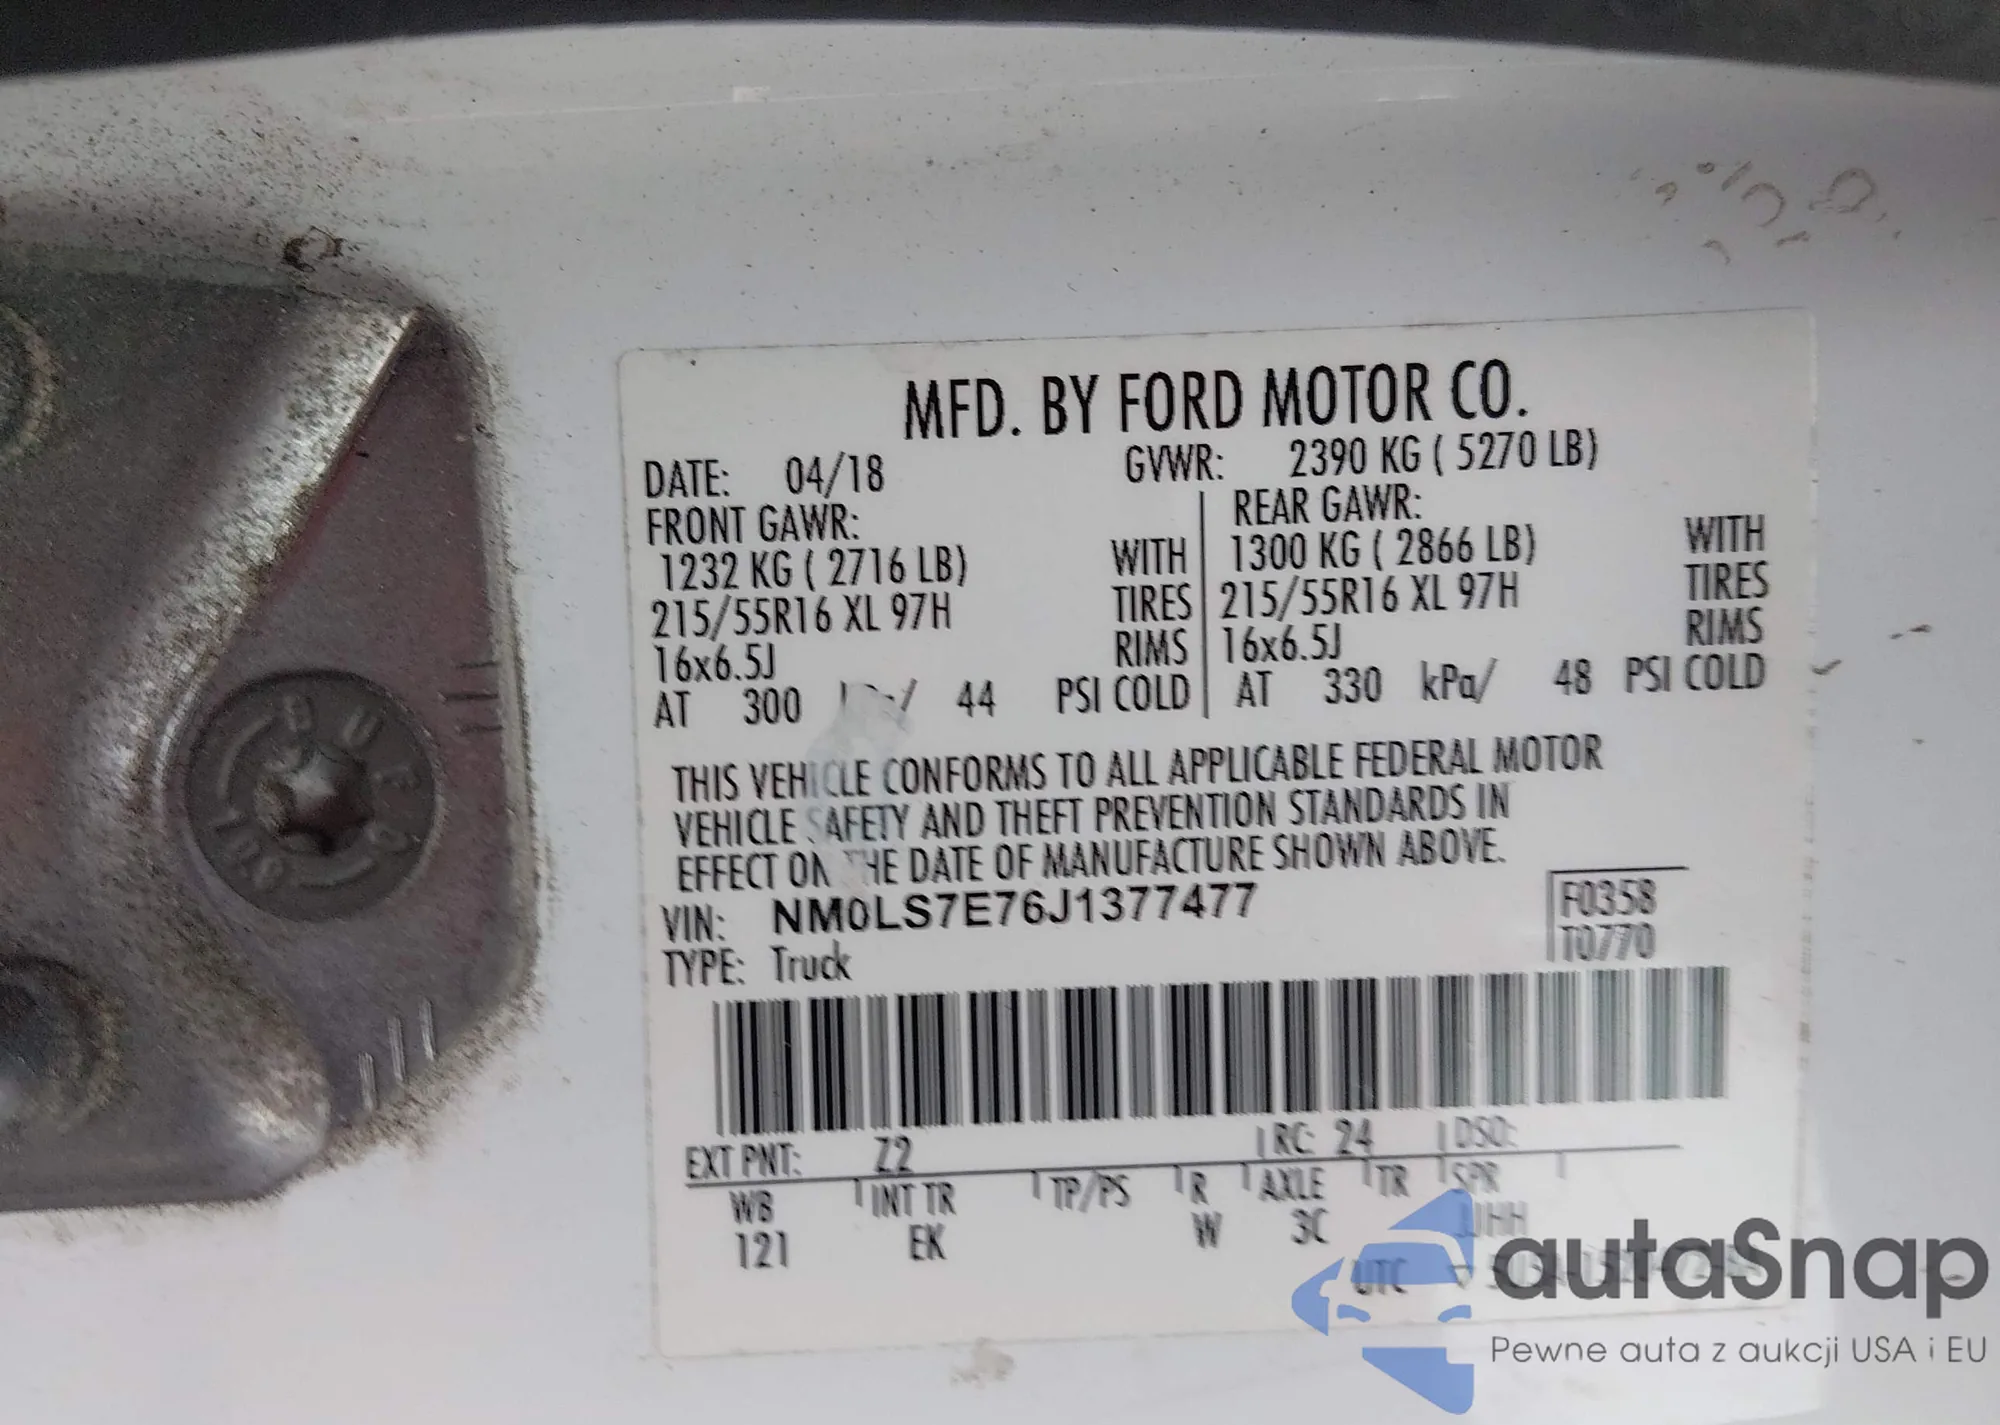 MFD. BY FORD MOTOR CO.
DATE: 04/18 GVWR: 2390 KG ( 5270 LB)
FRONT GAWR: REAR GAWR:
1232 KG ( 2716 LB) WITH 1300 KG ( 2866 LB) WITH
215/55R16 XL 97H TIRES 215/55R16 XL 97H TIRES
16x6.5J RIMS 16x6.5J RIMS
AT 300 / 44 PSI COLD AT 330 kPa/ 48 PSI COLD
THIS VEHICLE CONFORMS TO ALL APPLICABLE FEDERAL MOTOR
VEHICLE SAFETY AND THEFT PREVENTION STANDARDS IN
EFFECT ON THE DATE OF MANUFACTURE SHOWN ABOVE.
VIN: NM0LS7E76J1377477
F0358
T0770
TYPE: Truck
EXT PNT: Z2 RC: 24 DSO:
WB INT TR TP/PS R AXLE TR SPR
121 EK W 3C JJHH
UTC
autaSnap
Pewne auta z aukcji USA i EU